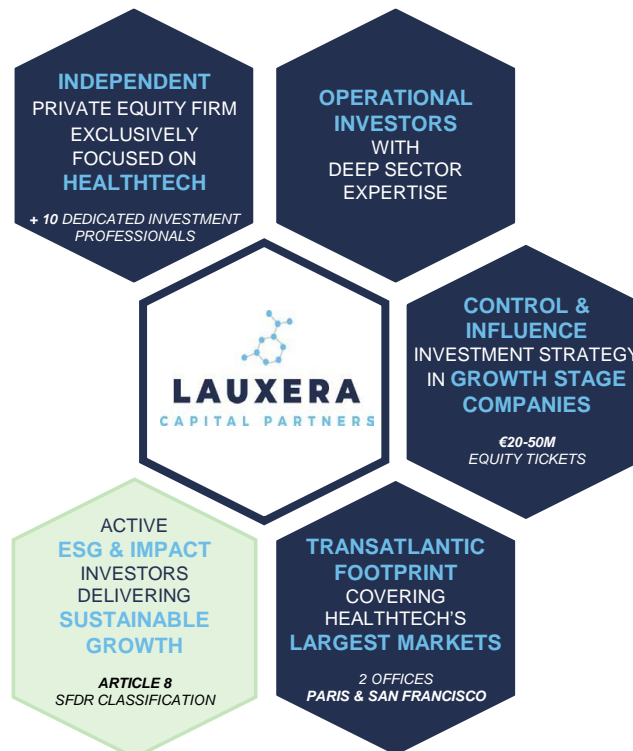 INDEPENDENT
PRIVATE EQUITY FIRM
EXCLUSIVELY
FOCUSED ON
HEALTHTECH
+ 10 DEDICATED INVESTMENT
PROFESSIONALS
OPERATIONAL
INVESTORS
WITH
DEEP SECTOR
EXPERTISE
LAUXERA
CAPITAL PARTNERS
CONTROL &
INFLUENCE
INVESTMENT STRATEGY
IN GROWTH STAGE
COMPANIES
€20-50M
EQUITY TICKETS
ACTIVE
ESG & IMPACT
INVESTORS
DELIVERING
SUSTAINABLE
GROWTH
ARTICLE 8
SFDR CLASSIFICATION
TRANSATLANTIC
FOOTPRINT
COVERING
HEALTHTECH'S
LARGEST MARKETS
2 OFFICES
PARIS & SAN FRANCISCO